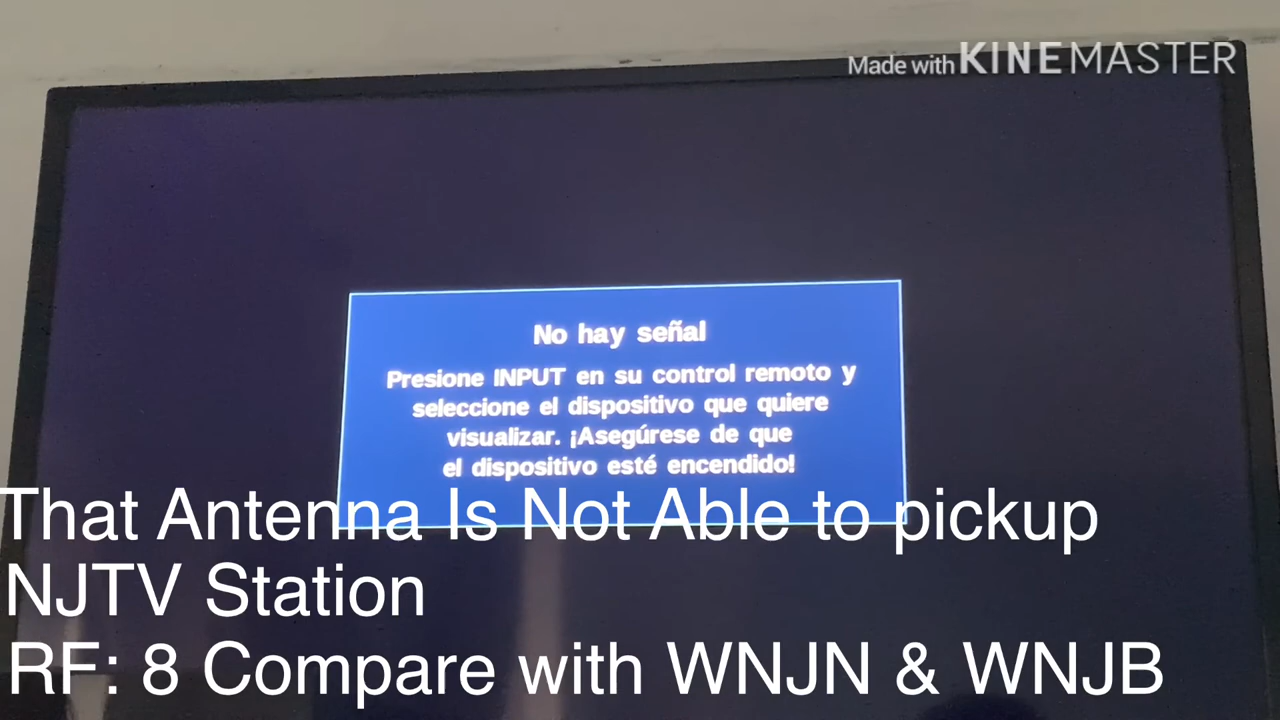 Made with KINEMASTER
No hay señal
Presione INPUT en su control remoto y
seleccione el dispositivo que quiere
visualizar. ¡Asegúrese de que
el dispositivo esté encendido!
That Antenna Is Not Able to pickup
NJTV Station
RF: 8 Compare with WNJN & WNJB